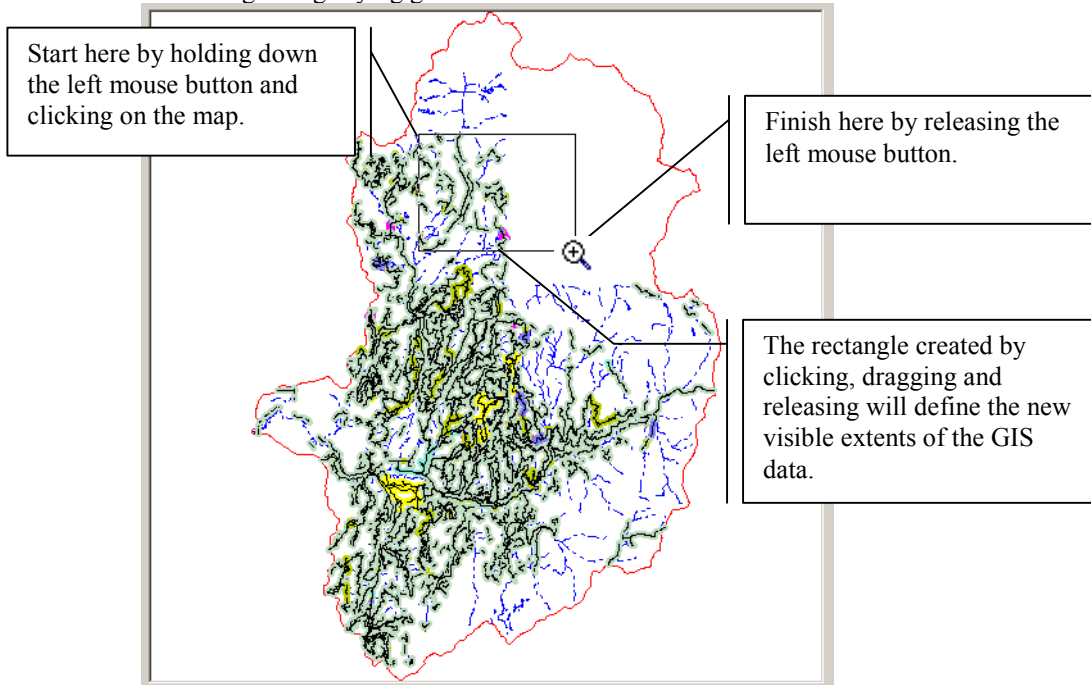 Start here by holding down
the left mouse button and
clicking on the map.
Finish here by releasing the
left mouse button.
The rectangle created by
clicking, dragging and
releasing will define the new
visible extents of the GIS
data.